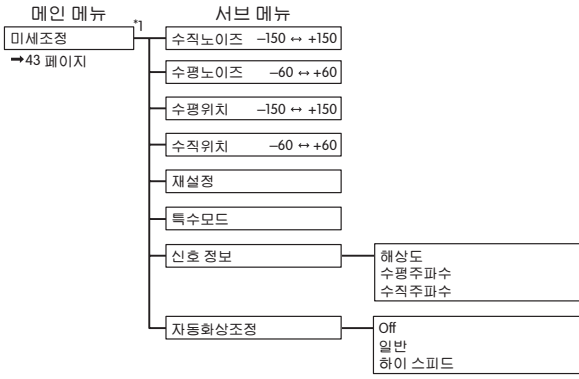 메인 메뉴 서브 메뉴
미세조정 *1 수직노이즈 –150 ↔ +150
➡43 페이지
수평노이즈 –60 ↔ +60
수평위치 –150 ↔ +150
수직위치 –60 ↔ +60
재설정
특수모드
신호 정보 해상도
수평주파수
수직주파수
자동화상조정 Off
일반
하이 스피드